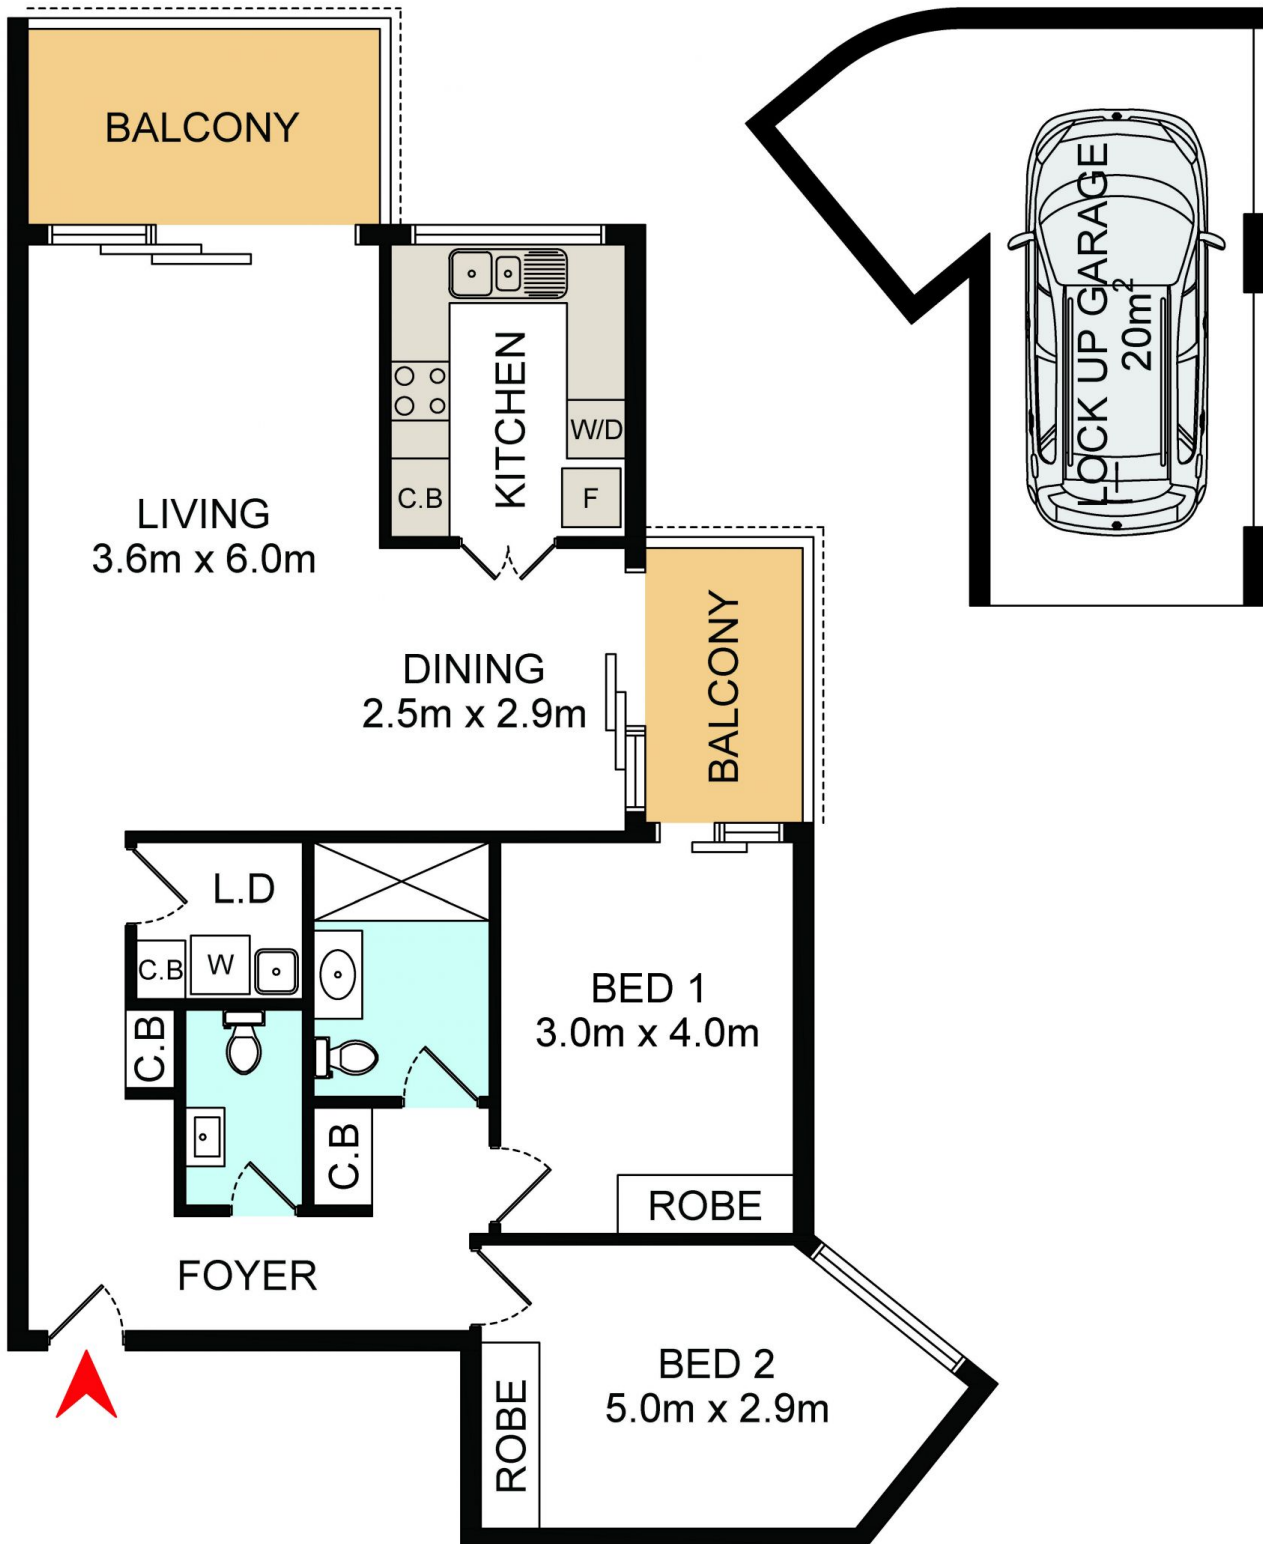 BALCONY
LOCK UP GARAGE
20m²
KITCHEN
W/D
C.B
F
LIVING
3.6m x 6.0m
DINING
2.5m x 2.9m
BALCONY
L.D
C.B
W
C.B
BED 1
3.0m x 4.0m
C.B
ROBE
FOYER
BED 2
5.0m x 2.9m
ROBE